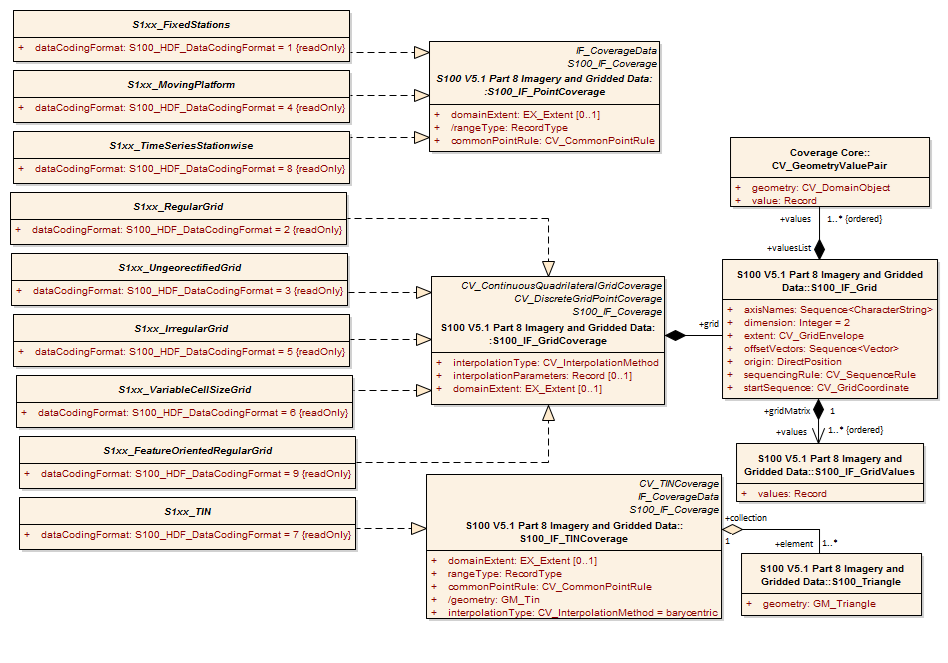 S1xx_FixedStations
+ dataCodingFormat: S100_HDF_DataCodingFormat = 1 {readOnly}
S1xx_MovingPlatform
+ dataCodingFormat: S100_HDF_DataCodingFormat = 4 {readOnly}
S1xx_TimeSeriesStationwise
+ dataCodingFormat: S100_HDF_DataCodingFormat = 8 {readOnly}
S1xx_RegularGrid
+ dataCodingFormat: S100_HDF_DataCodingFormat = 2 {readOnly}
S1xx_UngeorectifiedGrid
+ dataCodingFormat: S100_HDF_DataCodingFormat = 3 {readOnly}
S1xx_IrregularGrid
+ dataCodingFormat: S100_HDF_DataCodingFormat = 5 {readOnly}
S1xx_VariableCellSizeGrid
+ dataCodingFormat: S100_HDF_DataCodingFormat = 6 {readOnly}
S1xx_FeatureOrientedRegularGrid
+ dataCodingFormat: S100_HDF_DataCodingFormat = 9 {readOnly}
S1xx_TIN
+ dataCodingFormat: S100_HDF_DataCodingFormat = 7 {readOnly}
IF_CoverageData
S100_IF_Coverage
S100 V5.1 Part 8 Imagery and Gridded Data:
:S100_IF_PointCoverage
+ domainExtent: EX_Extent [0..1]
+ /rangeType: RecordType
+ commonPointRule: CV_CommonPointRule
CV_ContinuousQuadrilateralGridCoverage
CV_DiscreteGridPointCoverage
S100_IF_Coverage
S100 V5.1 Part 8 Imagery and Gridded Data:
:S100_IF_GridCoverage
+ interpolationType: CV_InterpolationMethod
+ interpolationParameters: Record [0..1]
+ domainExtent: EX_Extent [0..1]
CV_TINCoverage
IF_CoverageData
S100_IF_Coverage
S100 V5.1 Part 8 Imagery and Gridded Data::
S100_IF_TINCoverage
+ domainExtent: EX_Extent [0..1]
+ rangeType: RecordType
+ commonPointRule: CV_CommonPointRule
+ /geometry: GM_Tin
+ interpolationType: CV_InterpolationMethod = barycentric
Coverage Core::
CV_GeometryValuePair
+ geometry: CV_DomainObject
+ value: Record
+values 1..* {ordered}
+valuesList
+grid
S100 V5.1 Part 8 Imagery and Gridded
Data::S100_IF_Grid
+ axisNames: Sequence<CharacterString>
+ dimension: Integer = 2
+ extent: CV_GridEnvelope
+ offsetVectors: Sequence<Vector>
+ origin: DirectPosition
+ sequencingRule: CV_SequenceRule
+ startSequence: CV_GridCoordinate
+gridMatrix 1
+values 1..* {ordered}
S100 V5.1 Part 8 Imagery and
Gridded Data::S100_IF_GridValues
+ values: Record
+collection
1
+element 1..*
S100 V5.1 Part 8 Imagery and
Gridded Data::S100_Triangle
+ geometry: GM_Triangle